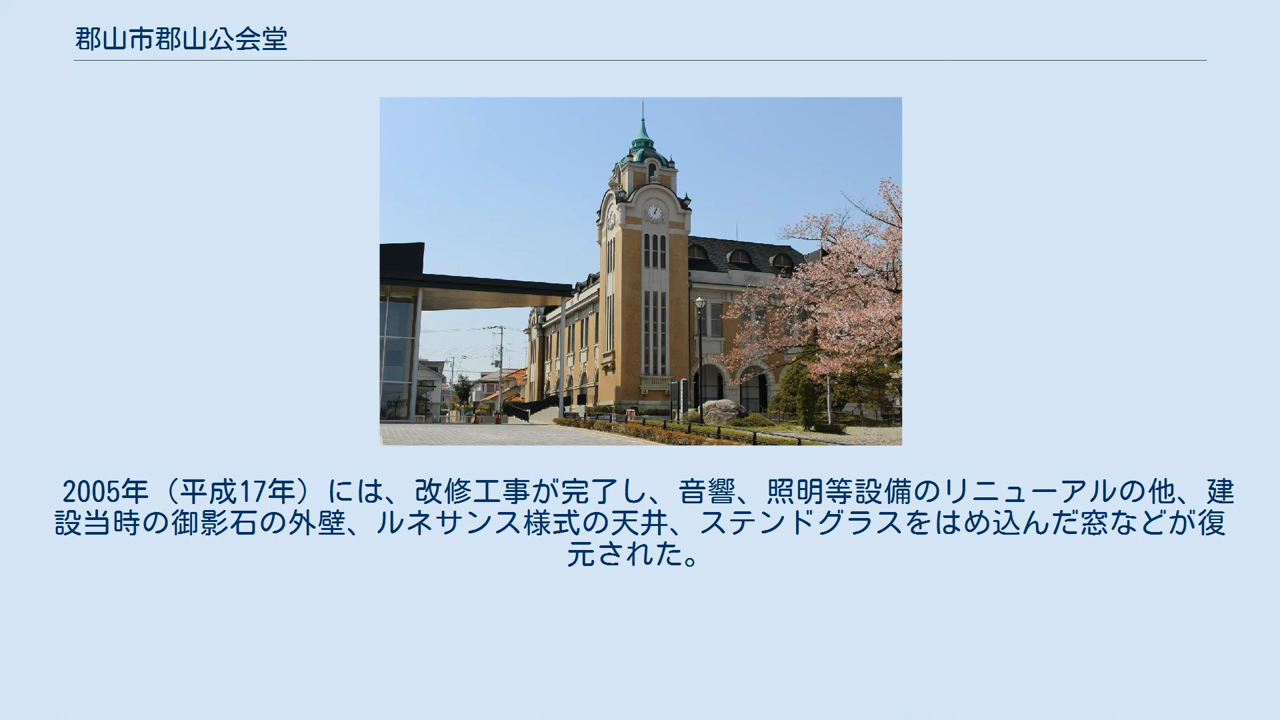 郡山市郡山公会堂
2005年（平成17年）には、改修工事が完了し、音響、照明等設備のリニューアルの他、建
設当時の御影石の外壁、ルネサンス様式の天井、ステンドグラスをはめ込んだ窓などが復
元された。